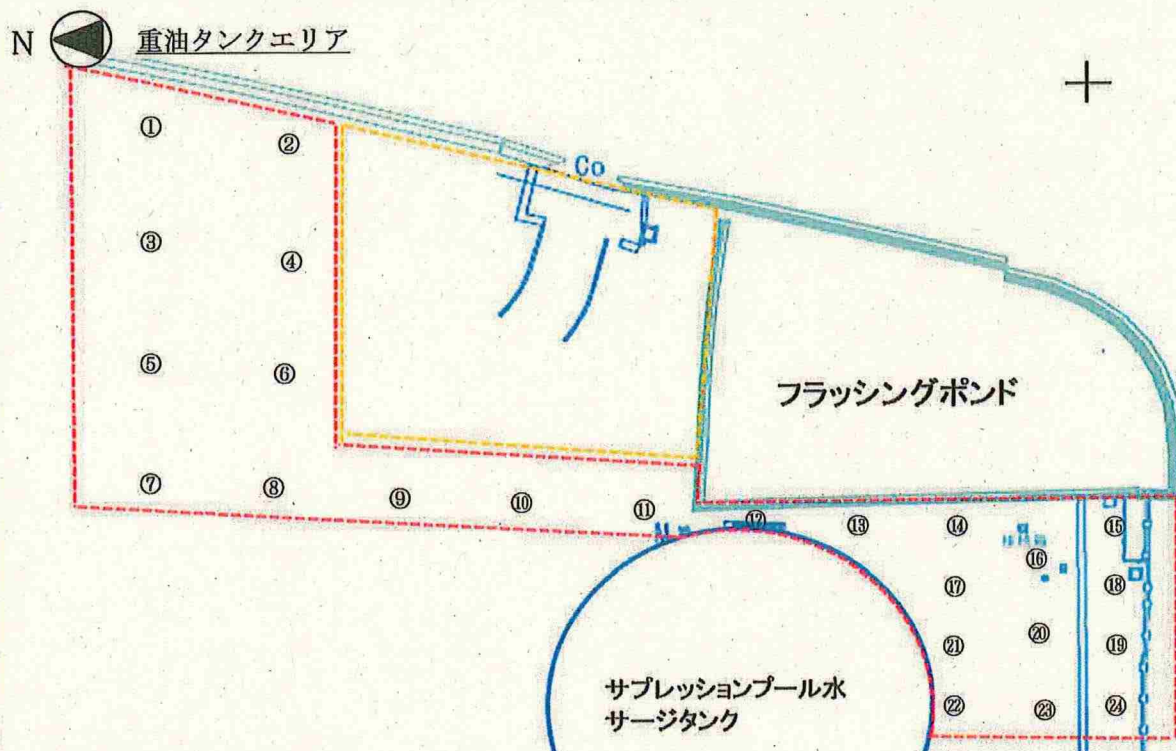 N 重油タンクエリア
① ②
Co
③ ④
⑤ ⑥
フラッシングポンド
⑦ ⑧ ⑨ ⑩ ⑪ ⑫ ⑬ ⑭ ⑮
⑯
⑰ ⑱
⑳
㉑ ⑲
サプレッションプール水
サージタンク
㉒ ㉓ ㉔